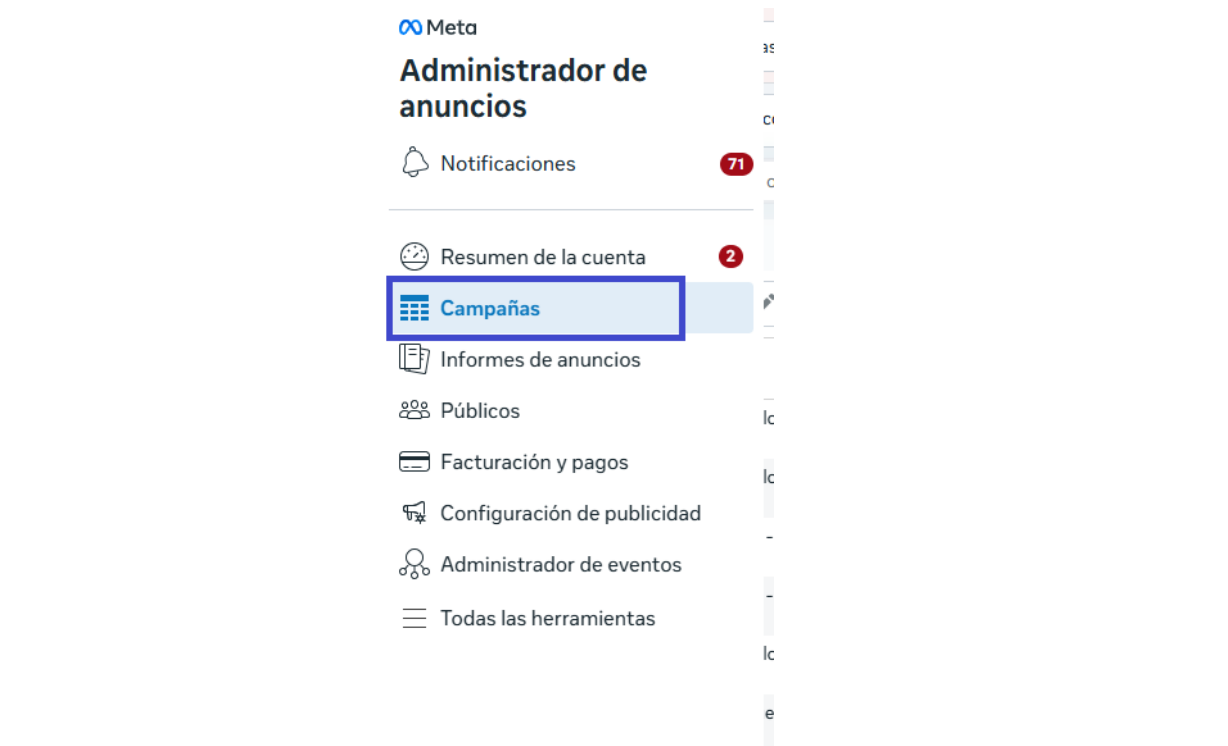 Meta
Administrador de
anuncios
Notificaciones 71
Resumen de la cuenta 2
Campañas
Informes de anuncios
Públicos
Facturación y pagos
Configuración de publicidad
Administrador de eventos
Todas las herramientas